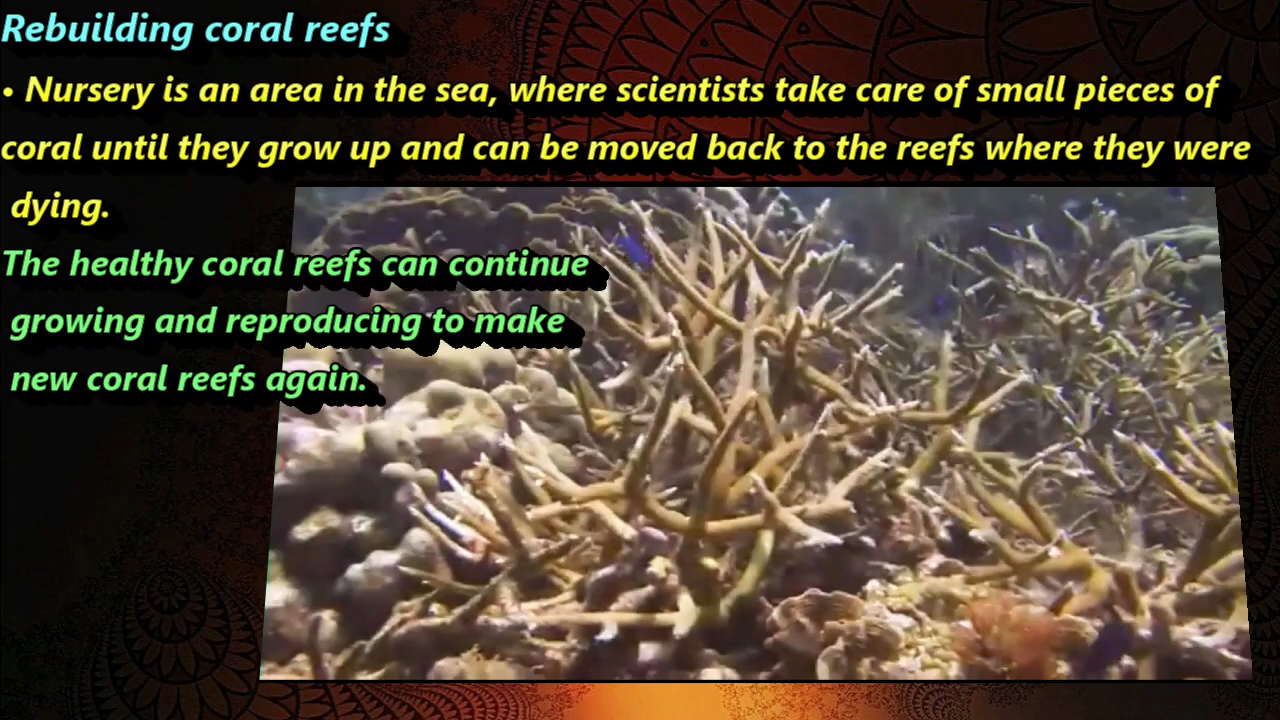 Rebuilding coral reefs
• Nursery is an area in the sea, where scientists take care of small pieces of
coral until they grow up and can be moved back to the reefs where they were
dying.
The healthy coral reefs can continue
growing and reproducing to make
new coral reefs again.